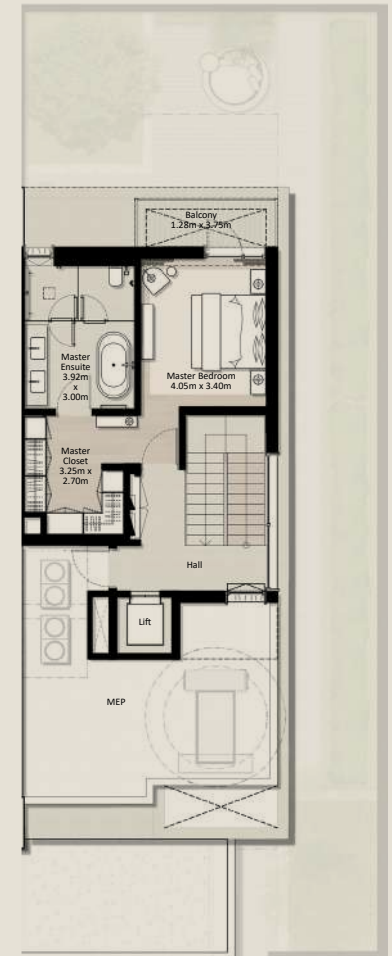 Balcony
1.28m x 3.75m
Master
Ensuite
3.92m
x
3.00m
Master Bedroom
4.05m x 3.40m
Master
Closet
3.25m x
2.70m
Hall
Lift
MEP